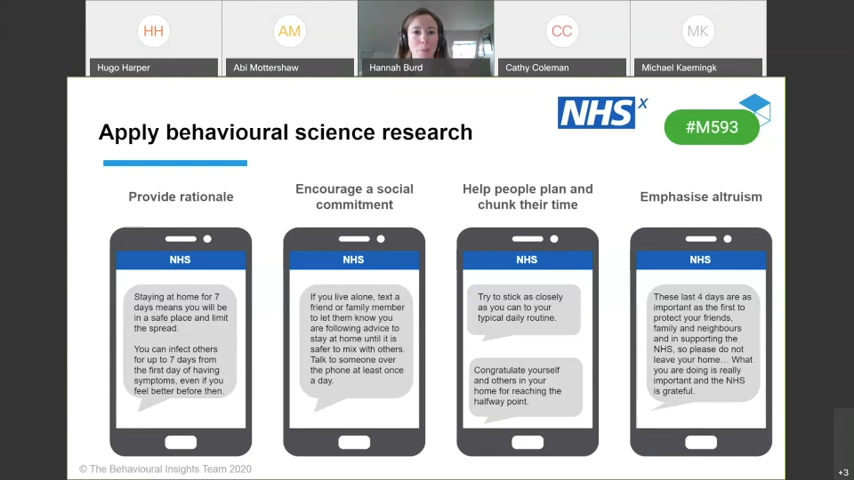 HH
AM
CC
MK
Hugo Harper
Abi Mottershaw
Hannah Burd
Cathy Coleman
Michael Kaemingk
NHS X
#M593
Apply behavioural science research
Provide rationale
NHS
Staying at home for 7
days means you will be
in a safe place and limit
the spread.
You can infect others
for up to 7 days from
the first day of having
symptoms, even if you
feel better before then.
Encourage a social
commitment
NHS
If you live alone, text a
friend or family member
to let them know you
are following advice to
stay at home until it is
safer to mix with others.
Talk to someone over
the phone at least once
a day.
Help people plan and
chunk their time
NHS
Try to stick as closely
as you can to your
typical daily routine.
Congratulate yourself
and others in your
home for reaching the
halfway point.
Emphasise altruism
NHS
These last 4 days are as
important as the first to
protect your friends,
family and neighbours
and in supporting the
NHS, so please do not
leave your home... What
you are doing is really
important and the NHS
is grateful.
© The Behavioural Insights Team 2020
+3